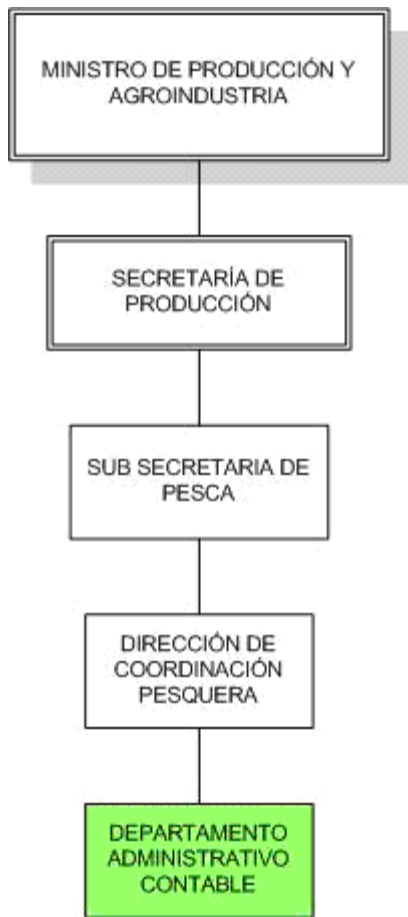 MINISTRO DE PRODUCCIÓN Y
AGROINDUSTRIA
SECRETARÍA DE
PRODUCCIÓN
SUB SECRETARIA DE
PESCA
DIRECCIÓN DE
COORDINACIÓN
PESQUERA
DEPARTAMENTO
ADMINISTRATIVO
CONTABLE